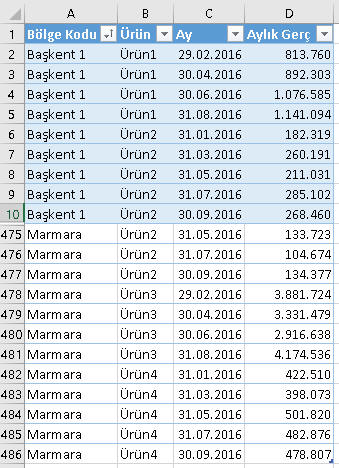 A B C D
1 Bölge Kodu Ürün Ay Aylık Gerç
2 Başkent 1 Ürün1 29.02.2016 813.760
3 Başkent 1 Ürün1 30.04.2016 892.303
4 Başkent 1 Ürün1 30.06.2016 1.076.585
5 Başkent 1 Ürün1 31.08.2016 1.141.094
6 Başkent 1 Ürün2 31.01.2016 182.319
7 Başkent 1 Ürün2 31.03.2016 260.191
8 Başkent 1 Ürün2 31.05.2016 211.031
9 Başkent 1 Ürün2 31.07.2016 285.102
10 Başkent 1 Ürün2 30.09.2016 268.460
475 Marmara Ürün2 31.05.2016 133.723
476 Marmara Ürün2 31.07.2016 104.674
477 Marmara Ürün2 30.09.2016 134.377
478 Marmara Ürün3 29.02.2016 3.881.724
479 Marmara Ürün3 30.04.2016 3.331.479
480 Marmara Ürün3 30.06.2016 2.916.638
481 Marmara Ürün3 31.08.2016 4.174.536
482 Marmara Ürün4 31.01.2016 422.510
483 Marmara Ürün4 31.03.2016 398.073
484 Marmara Ürün4 31.05.2016 501.820
485 Marmara Ürün4 31.07.2016 482.876
486 Marmara Ürün4 30.09.2016 478.807